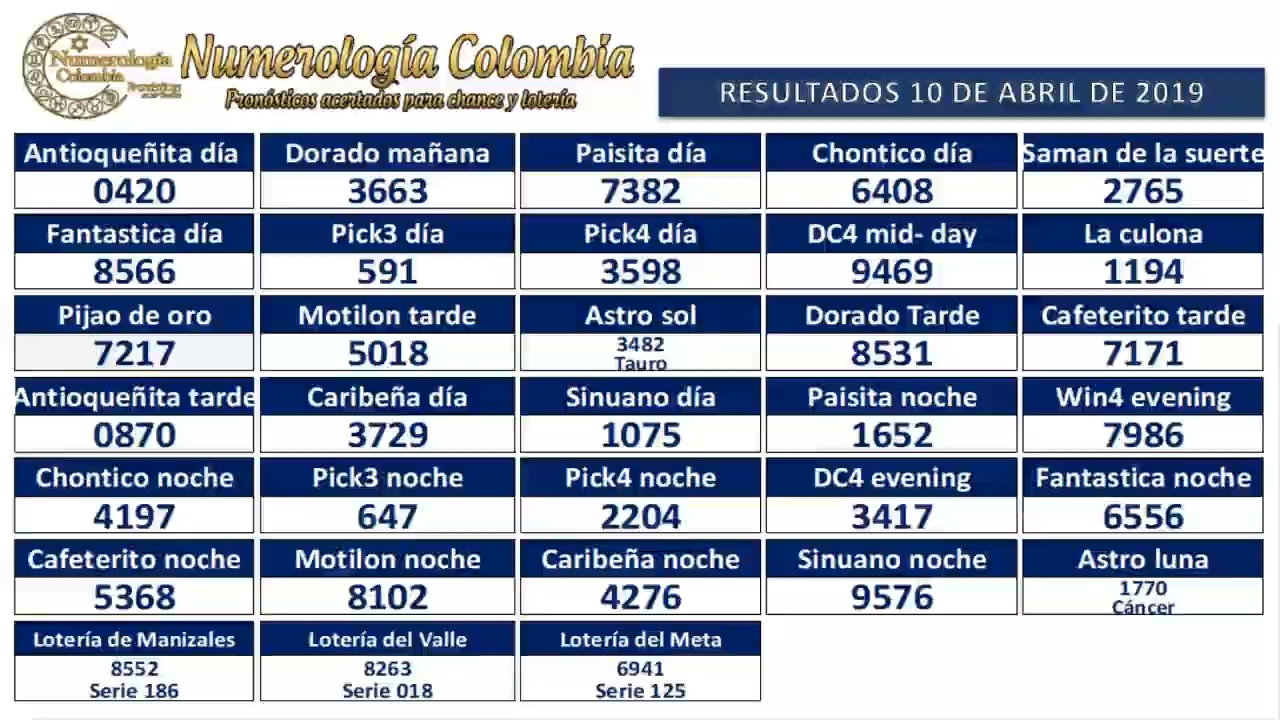 Numerología
Colombia
Numerología Colombia
Pronósticos acertados para chance y lotería
RESULTADOS 10 DE ABRIL DE 2019
Antioqueñita día Dorado mañana Paisita día Chontico día Saman de la suerte
0420 3663 7382 6408 2765
Fantastica día Pick3 día Pick4 día DC4 mid- day La culona
8566 591 3598 9469 1194
Pijao de oro Motilon tarde Astro sol Dorado Tarde Cafeterito tarde
7217 5018 3482 8531 7171
Tauro
Antioqueñita tarde Caribeña día Sinuano día Paisita noche Win4 evening
0870 3729 1075 1652 7986
Chontico noche Pick3 noche Pick4 noche DC4 evening Fantastica noche
4197 647 2204 3417 6556
Cafeterito noche Motilon noche Caribeña noche Sinuano noche Astro luna
5368 8102 4276 9576 1770
Cáncer
Lotería de Manizales Lotería del Valle Lotería del Meta
8552 8263 6941
Serie 186 Serie 018 Serie 125